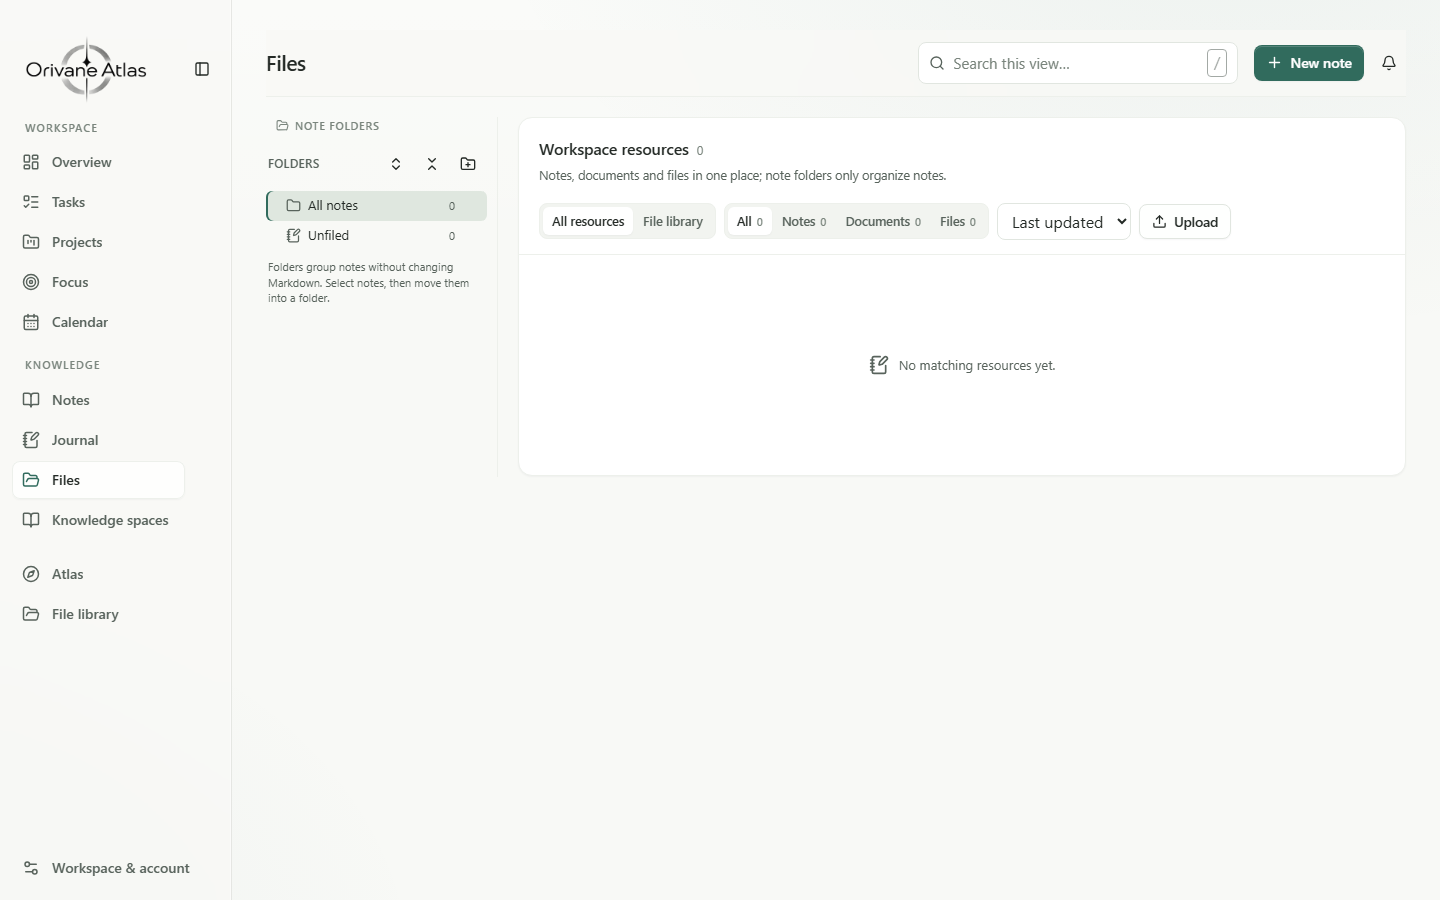 Orivane Atlas
WORKSPACE
Overview
Tasks
Projects
Focus
Calendar
KNOWLEDGE
Notes
Journal
Files
Knowledge spaces
Atlas
File library
Workspace & account
Files
Search this view...
/
New note
NOTE FOLDERS
FOLDERS
All notes 0
Unfiled 0
Folders group notes without changing
Markdown. Select notes, then move them
into a folder.
Workspace resources 0
Notes, documents and files in one place; note folders only organize notes.
All resources File library All 0 Notes 0 Documents 0 Files 0 Last updated Upload
No matching resources yet.